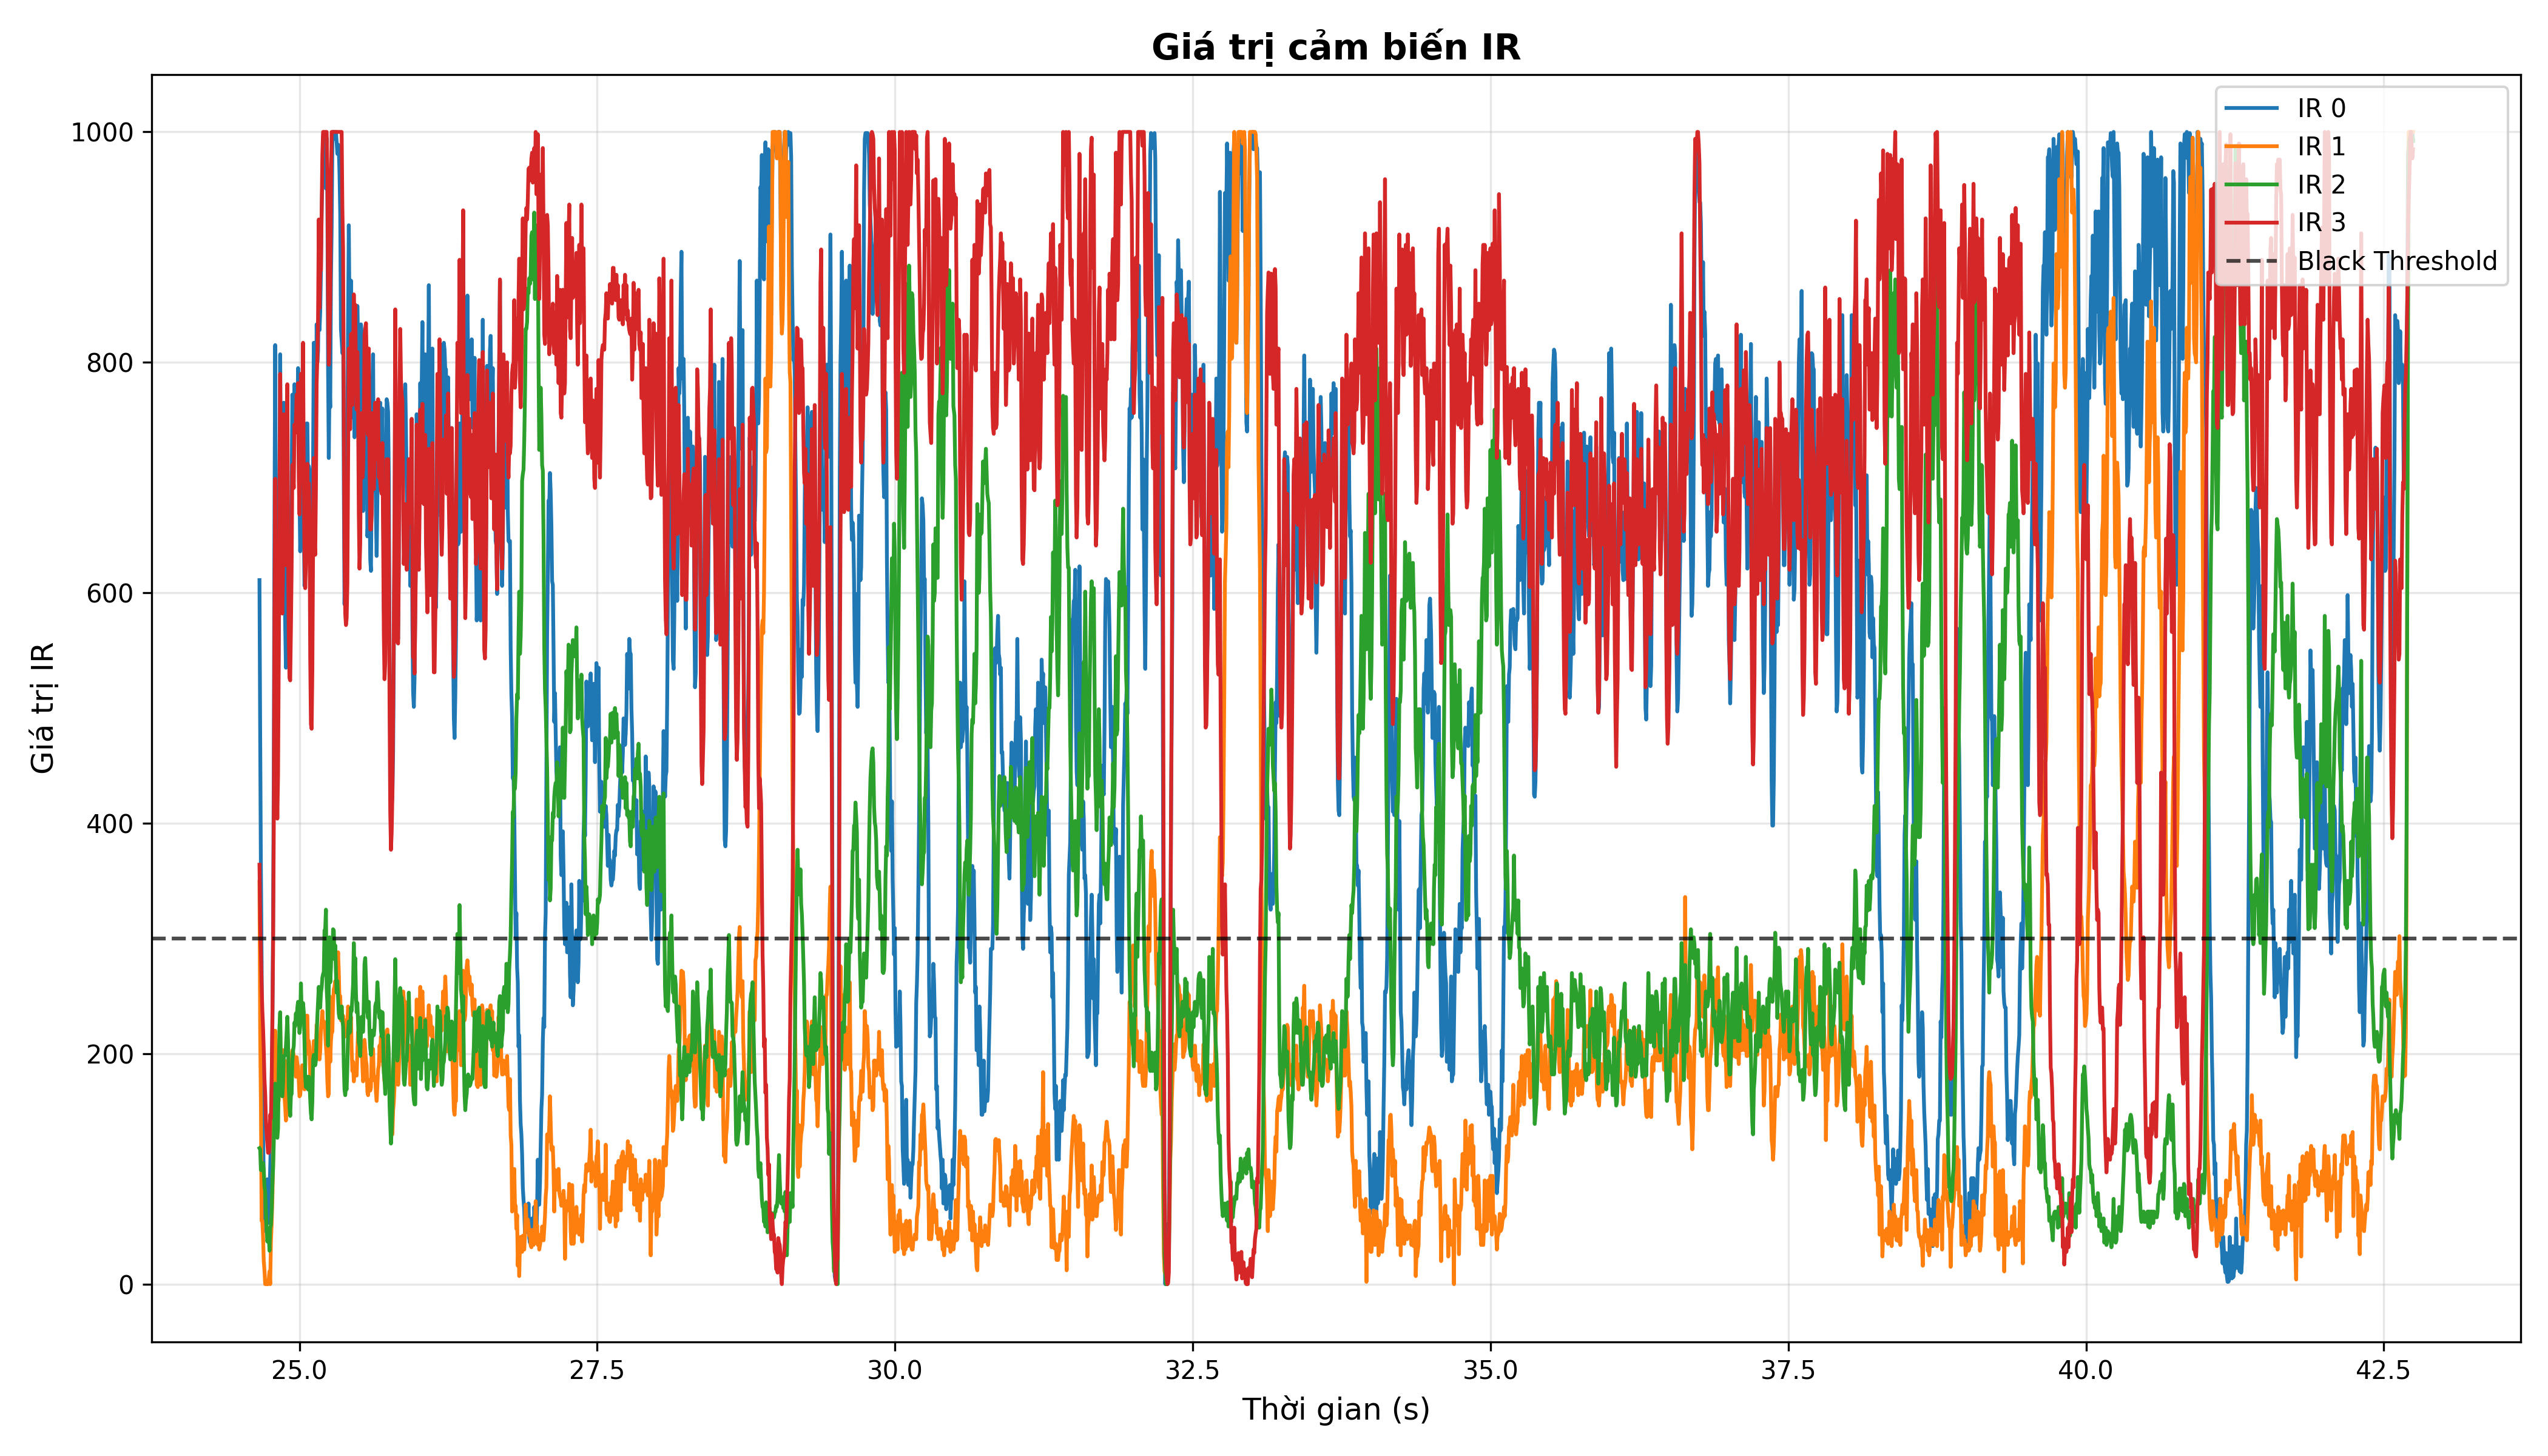 Giá trị cảm biến IR
Giá trị IR
1000
800
600
400
200
0
IR 0
IR 1
IR 2
IR 3
Black Threshold
25.0
27.5
30.0
32.5
35.0
37.5
40.0
42.5
Thời gian (s)